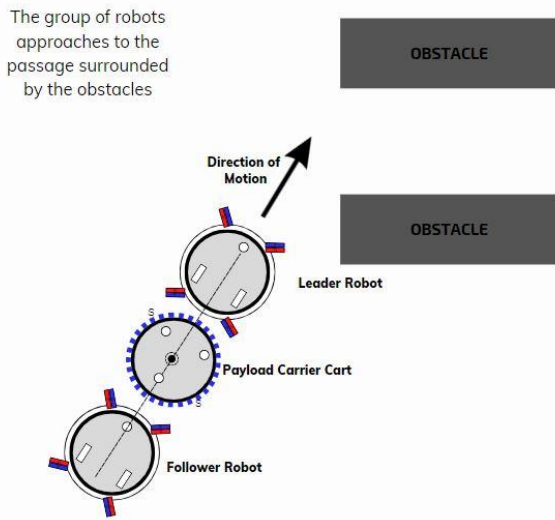 The group of robots
approaches to the
passage surrounded
by the obstacles
OBSTACLE
Direction of
Motion
OBSTACLE
Leader Robot
S
Payload Carrier Cart
S
Follower Robot